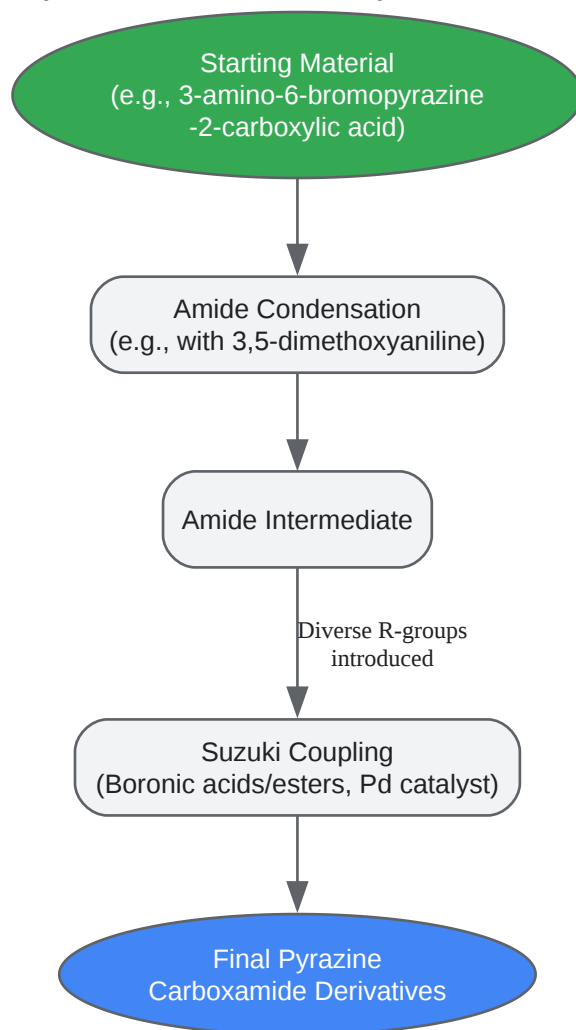 Starting Material
(e.g., 3-amino-6-bromopyrazine
-2-carboxylic acid)
Amide Condensation
(e.g., with 3,5-dimethoxyaniline)
Amide Intermediate
Diverse R-groups
introduced
Suzuki Coupling
(Boronic acids/esters, Pd catalyst)
Final Pyrazine
Carboxamide Derivatives